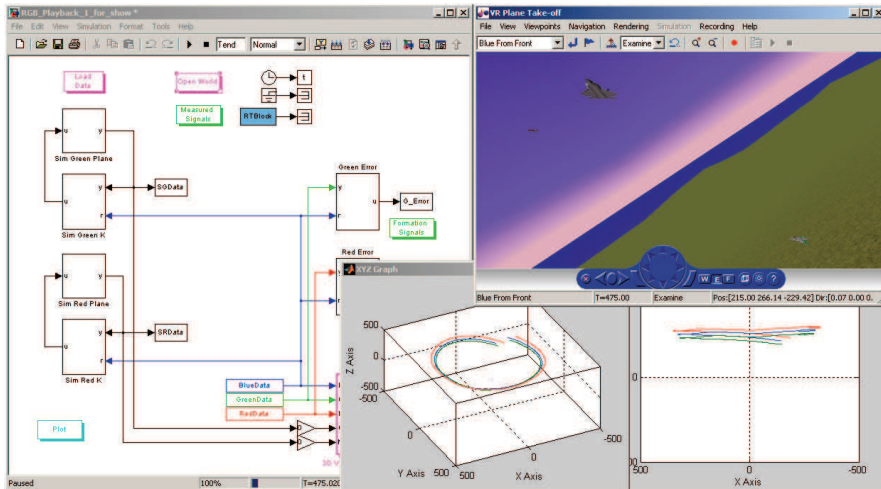 RGB_Playback_1_for_show *
File Edit View Simulation Format Tools Help
Tend Normal
Load Data
Open World
Measured Signals
t
RTBlock
u y
Sim Green Plane
y
u
r
Sim Green K
SGData
Green Error
y
u
r
G_Error
Formation Signals
Red Error
u y
Sim Red Plane
y
u
r
Sim Red K
SRData
BlueData
GreenData
RedData
Plot
3D V
Paused 100% T=475.020
VR Plane Take-off
File View Viewpoints Navigation Rendering Simulation Recording Help
Blue From Front Examine
W E F
Blue From Front T=475.00 Examine Pos:[215.00 266.14 -229.42] Dir:[0.07 0.00 0.
XYZ Graph
Z Axis
500
0
-500
-500
0
500
Y Axis
500
0
-500
X Axis
0
500
500 0 -500
X Axis